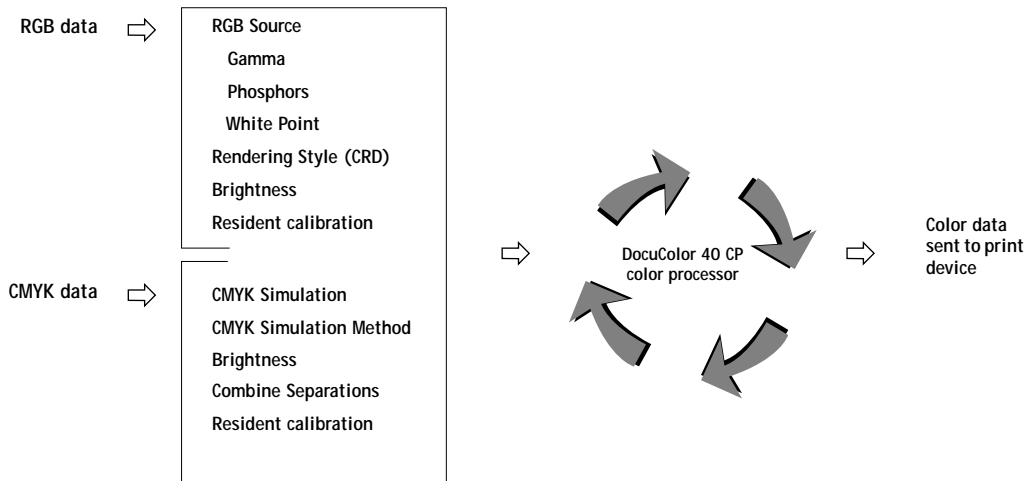 RGB data
RGB Source
Gamma
Phosphors
White Point
Rendering Style (CRD)
Brightness
Resident calibration
CMYK data
CMYK Simulation
CMYK Simulation Method
Brightness
Combine Separations
Resident calibration
DocuColor 40 CP
color processor
Color data
sent to print
device